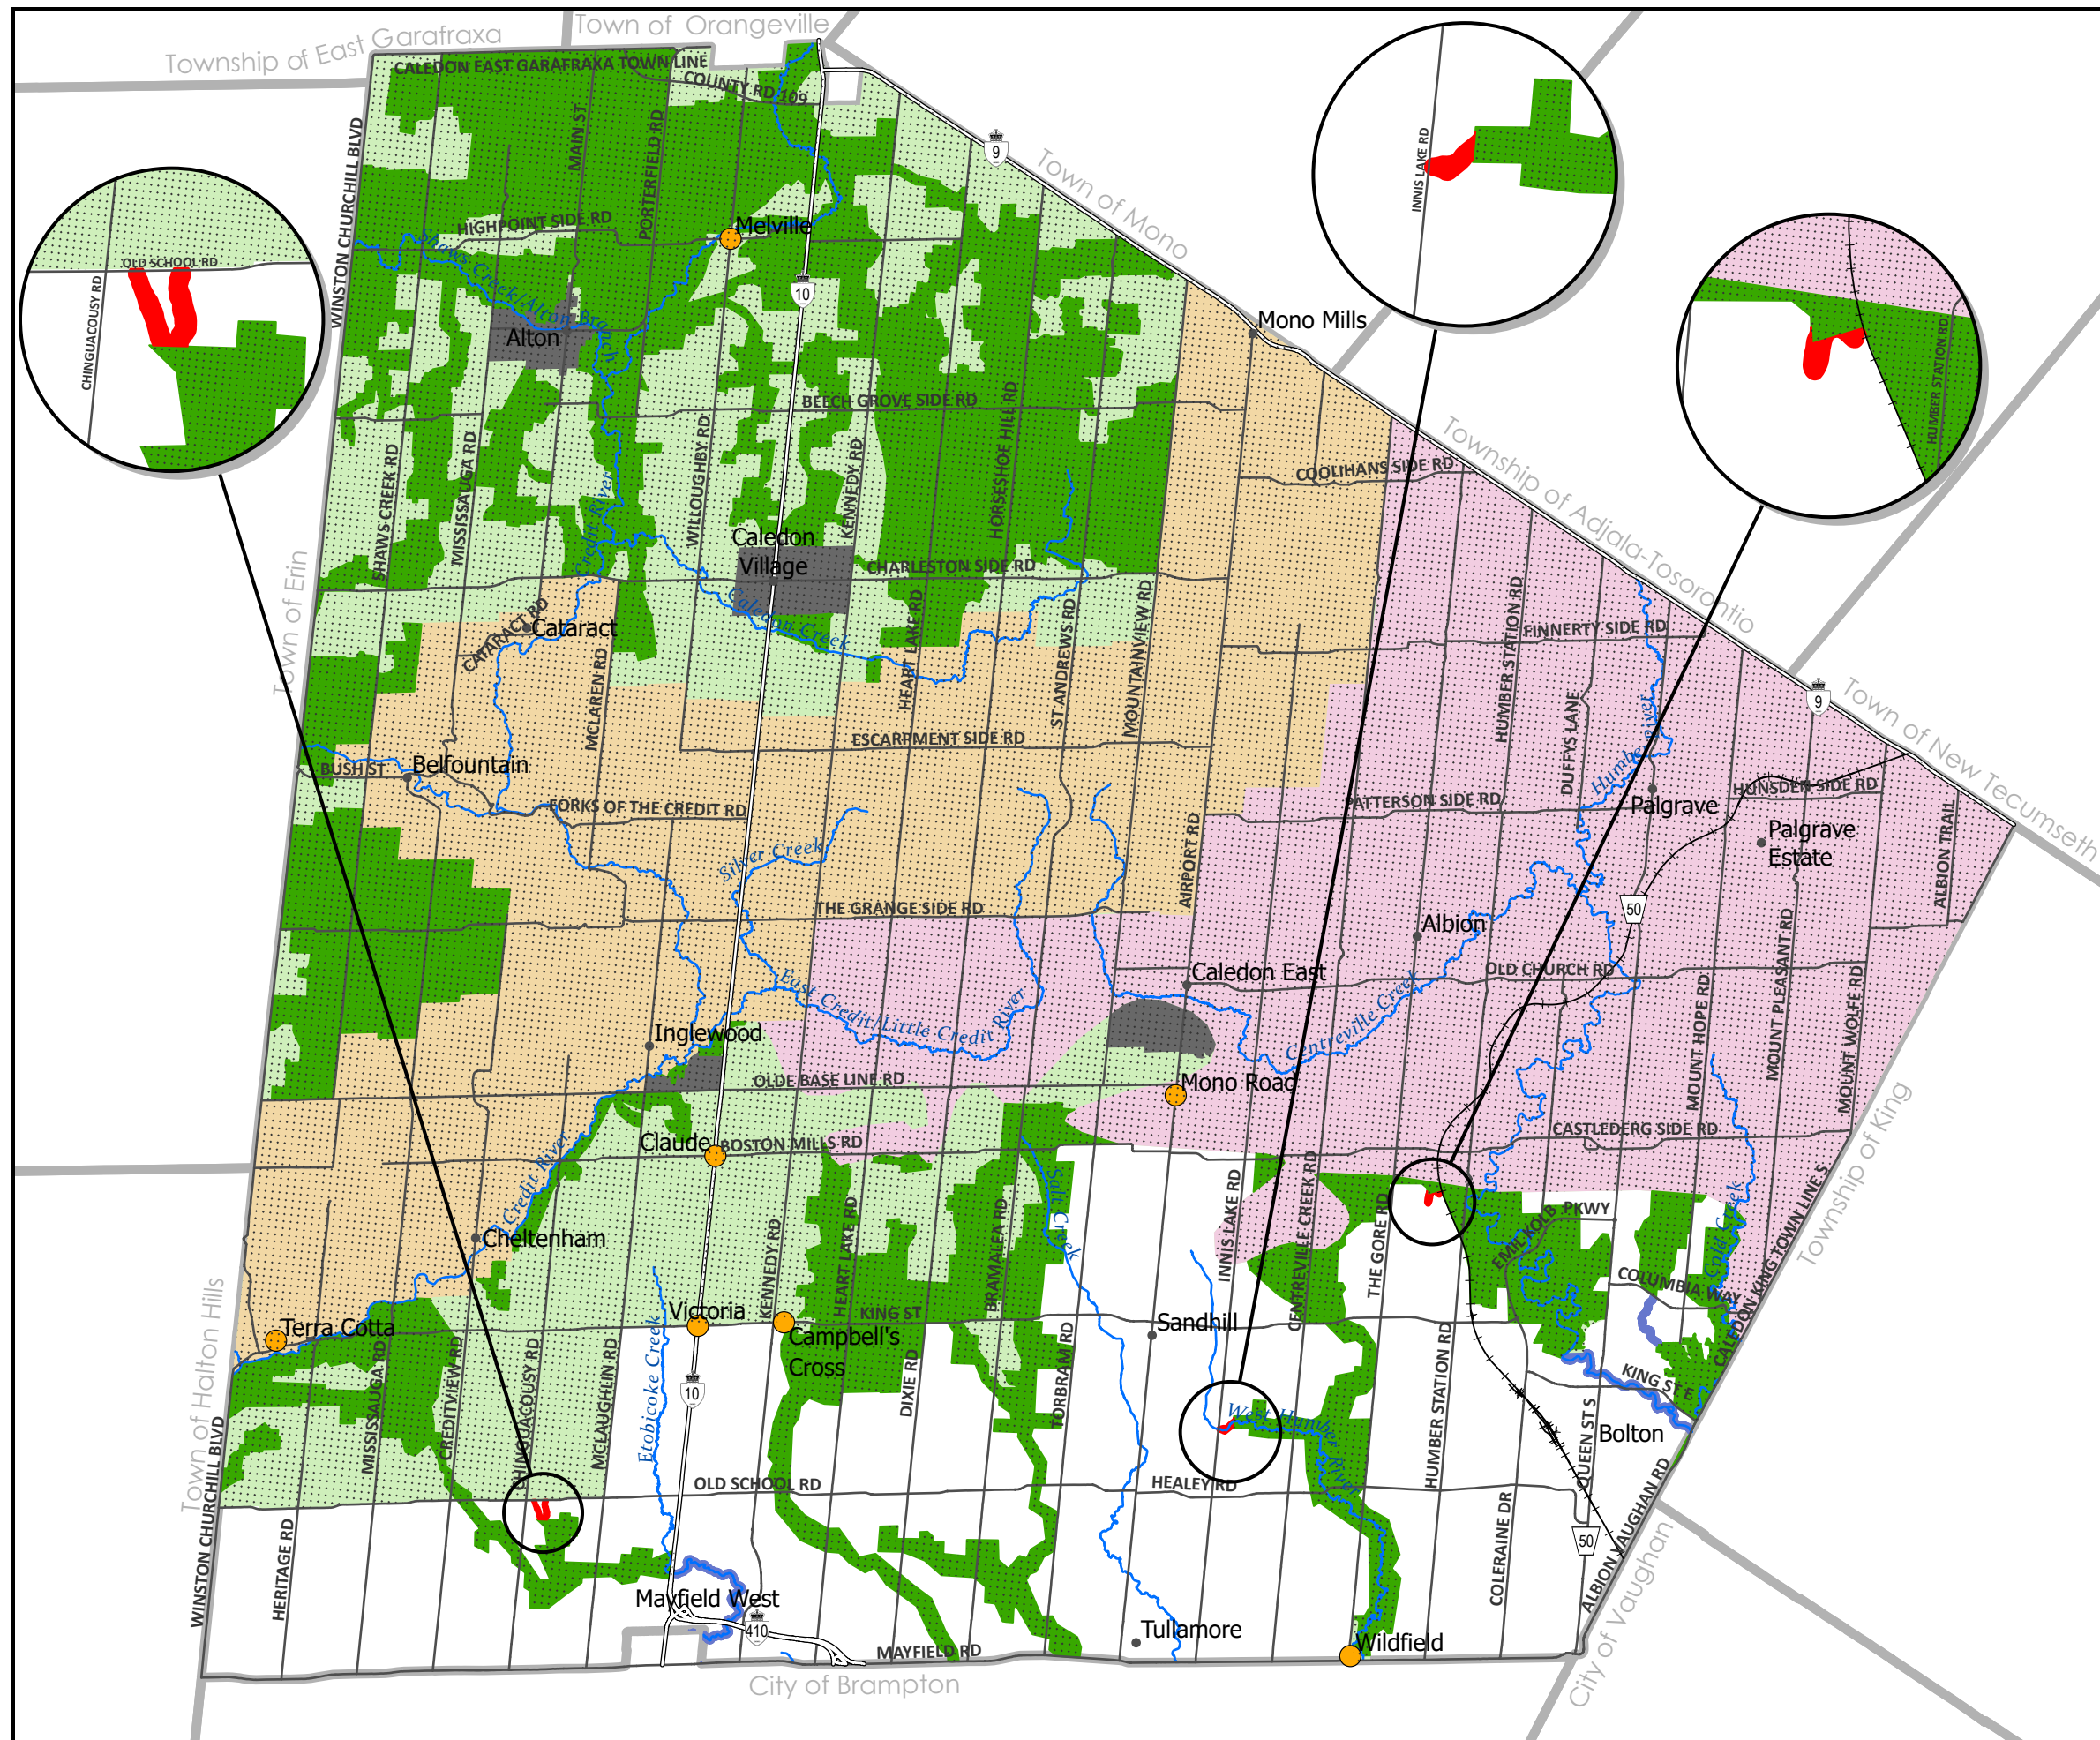 Township of East Garafraxa
Town of Orangeville
CALEDON EAST GARAFRAXA TOWN LINE
COUNTY RD 109
WINSTON CHURCHILL BLVD
MAIN ST
PORTERFIELD RD
9
Town of Mono
INNIS LAKE RD
HIGHPOINT SIDE RD
Melville
Shaws Creek/Alton Branch
10
Alton
OLD SCHOOL RD
CHINGUACOUSY RD
Mono Mills
HUMBER STATION RD
BEECH GROVE SIDE RD
SHAWS CREEK RD
MISSISSAUGA RD
WILLOUGHBY RD
KENNEDY RD
HORSESHOE HILL RD
COOLIHANS SIDE RD
Township of Adjala-Tosorontio
Credit River
Caledon
Village
CHARLESTON SIDE RD
Town of Erin
CATARACT RD
Cataract
Caledon Creek
MCLAREN RD
HEART LAKE RD
ST ANDREWS RD
MOUNTAINVIEW RD
HUMBER STATION RD
FINNERTY SIDE RD
DUFFYS LANE
Humber River
9
Town of New Tecumseth
ESCARPMENT SIDE RD
BUSH ST
Belfountain
FORKS OF THE CREDIT RD
PATTERSON SIDE RD
Palgrave
HUNSDEN SIDE RD
Palgrave
Estate
ALBION TRAIL
Silver Creek
AIRPORT RD
THE GRANGE SIDE RD
50
Albion
MOUNT PLEASANT RD
Caledon East
OLD CHURCH RD
East Credit/Little Credit River
Centreville Creek
MOUNT HOPE RD
MOUNT WOLFE RD
Inglewood
OLDE BASE LINE RD
Mono Road
Claude
BOSTON MILLS RD
CASTLEDERG SIDE RD
Township of King
Credit River
Salt Creek
INNIS LAKE RD
CENTREVILLE CREEK RD
THE GORE RD
EMIL KOLB
PKWY
Cold Creek
CALEDON KING TOWN LINE S
Cheltenham
KENNEDY RD
HEART LAKE RD
BRAMALEA RD
COLUMBIA WAY
Town of Halton Hills
Terra Cotta
Etobicoke Creek
Victoria
KING ST
Campbell's
Cross
Sandhill
MISSISSAUGA RD
CREDITVIEW RD
CHINGUACOUSY RD
MCLAUGHLIN RD
10
DIXIE RD
TORBRAM RD
HUMBER STATION RD
KING ST E
West Humber River
QUEEN ST S
Bolton
WINSTON CHURCHILL BLVD
OLD SCHOOL RD
HEALEY RD
HERITAGE RD
COLERAINE DR
50
ALBION VAUGHAN RD
City of Vaughan
Mayfield West
410
Tullamore
MAYFIELD RD
Wildfield
City of Brampton